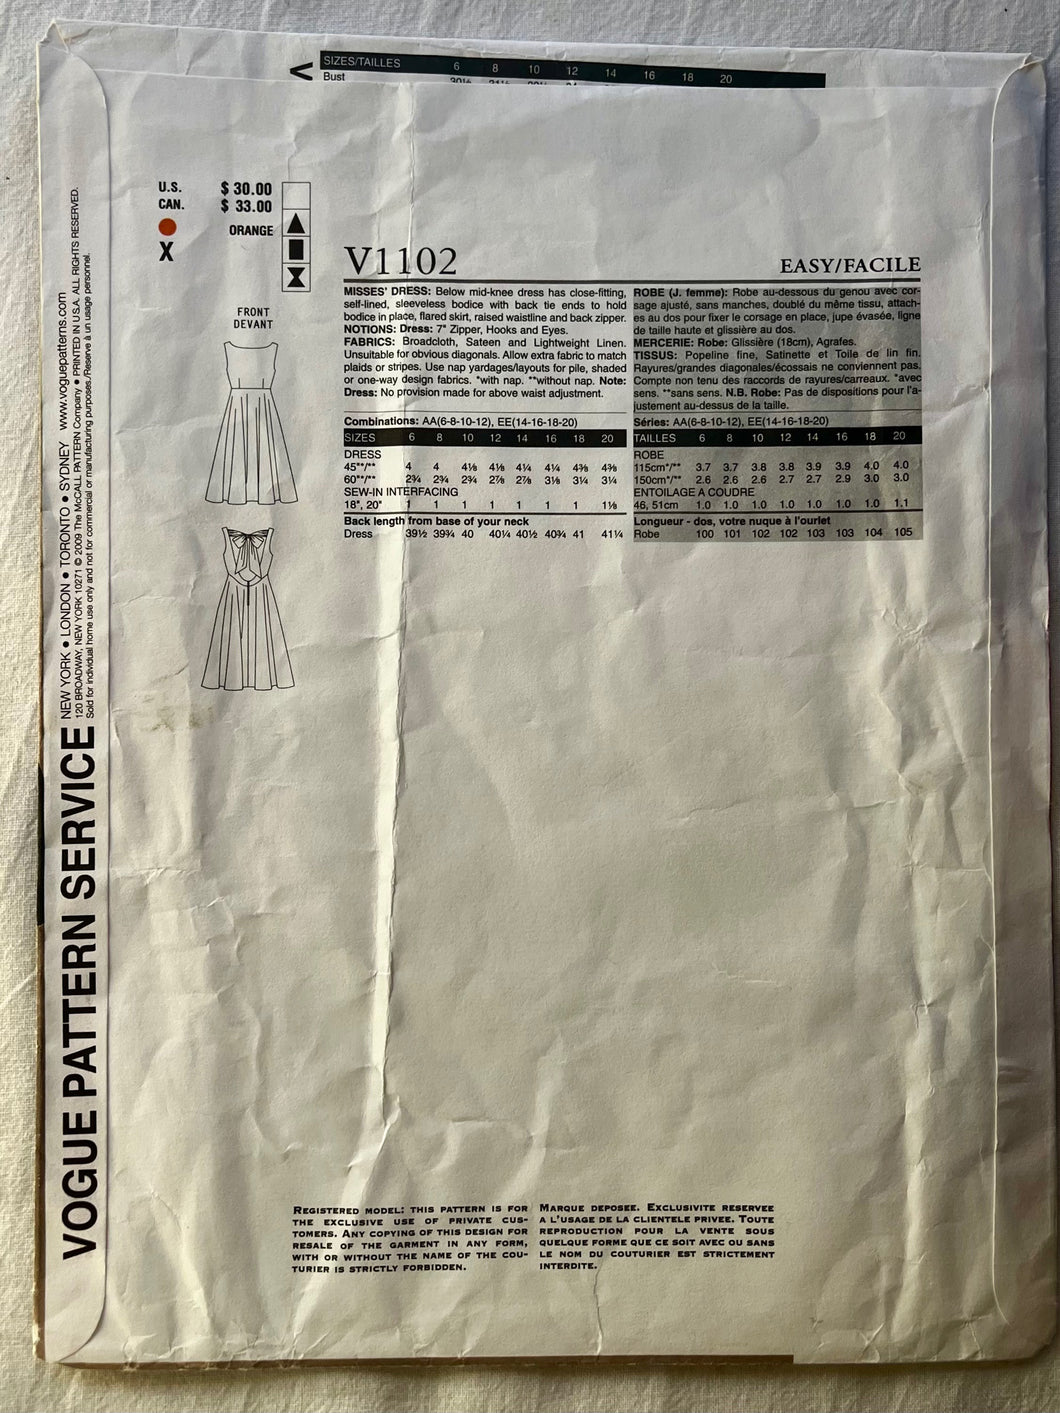 SIZES/TAILLES 6 8 10 12 14 16 18 20
Bust
U.S. $ 30.00
CAN. $ 33.00
ORANGE
X
FRONT
DEVANT
V1102
EASY/FACILE
MISSES' DRESS: Below mid-knee dress has close-fitting,
self-lined, sleeveless bodice with back tie ends to hold
bodice in place, flared skirt, raised waistline and back zipper.
NOTIONS: Dress: 7" Zipper, Hooks and Eyes.
FABRICS: Broadcloth, Sateen and Lightweight Linen.
Unsuitable for obvious diagonals. Allow extra fabric to match
plaids or stripes. Use nap yardages/layouts for pile, shaded
or one-way design fabrics. *with nap. **without nap. Note:
Dress: No provision made for above waist adjustment.
Combinations: AA(6-8-10-12), EE(14-16-18-20)
SIZES 6 8 10 12 14 16 18 20
DRESS
45"*/** 4 4 4⅛ 4⅛ 4¼ 4¼ 4⅜ 4⅜
60"*/** 2¾ 2¾ 2¾ 2⅞ 2⅞ 3⅛ 3¼ 3¼
SEW-IN INTERFACING
18", 20" 1 1 1 1 1 1 1 1⅛
Back length from base of your neck
Dress 39½ 39¾ 40 40¼ 40½ 40¾ 41 41¼
ROBE (J. femme): Robe au-dessous du genou avec cor-
sage ajusté, sans manches, doublé du même tissu, attach-
es au dos pour fixer le corsage en place, jupe évasée, ligne
de taille haute et glissière au dos.
MERCERIE: Robe: Glissière (18cm), Agrafes.
TISSUS: Popeline fine, Satinette et Toile de lin fin.
Rayures/grandes diagonales/écossais ne conviennent pas.
Compte non tenu des raccords de rayures/carreaux. *avec
sens. **sans sens. N.B. Robe: Pas de dispositions pour l'a-
justement au-dessus de la taille.
Séries: AA(6-8-10-12), EE(14-16-18-20)
TAILLES 6 8 10 12 14 16 18 20
ROBE
115cm*/** 3.7 3.7 3.8 3.8 3.9 3.9 4.0 4.0
150cm*/** 2.6 2.6 2.6 2.7 2.7 2.9 3.0 3.0
ENTOILAGE A COUDRE
46, 51cm 1.0 1.0 1.0 1.0 1.0 1.0 1.0 1.1
Longueur - dos, votre nuque à l'ourlet
Robe 100 101 102 102 103 103 104 105
VOGUE PATTERN SERVICE
NEW YORK • LONDON • TORONTO • SYDNEY www.voguepatterns.com
120 BROADWAY, NEW YORK, NEW YORK 10271 © 2009 The McCALL PATTERN Company • PRINTED IN U.S.A. ALL RIGHTS RESERVED.
Sold for individual home use only and not for commercial or manufacturing purposes./Réservé à un usage personnel.
REGISTERED MODEL: THIS PATTERN IS FOR
THE EXCLUSIVE USE OF PRIVATE CUS-
TOMERS. ANY COPYING OF THIS DESIGN FOR
RESALE OF THE GARMENT IN ANY FORM,
WITH OR WITHOUT THE NAME OF THE COU-
TURIER IS STRICTLY FORBIDDEN.
MARQUE DEPOSEE. EXCLUSIVITE RESERVEE
A L'USAGE DE LA CLIENTELE PRIVEE. TOUTE
REPRODUCTION POUR LA VENTE SOUS
QUELQUE FORME QUE CE SOIT AVEC OU SANS
LE NOM DU COUTURIER EST STRICTEMENT
INTERDITE.